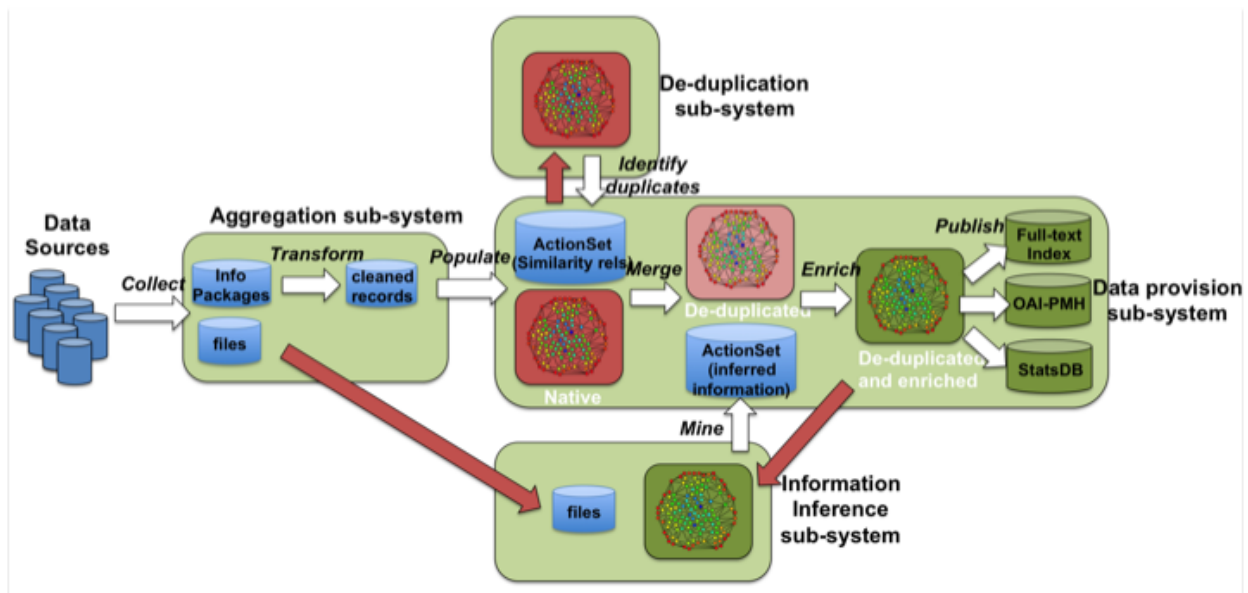 De-duplication
sub-system
Identify
duplicates
Data
Sources
Aggregation sub-system
Collect
Info
Packages
Transform
cleaned
records
files
Populate
ActionSet
(Similarity rels)
Native
Merge
De-duplicated
ActionSet
(inferred
information)
Enrich
De-duplicated
and enriched
Publish
Full-text
Index
OAI-PMH
StatsDB
Data provision
sub-system
Mine
files
Information
Inference
sub-system